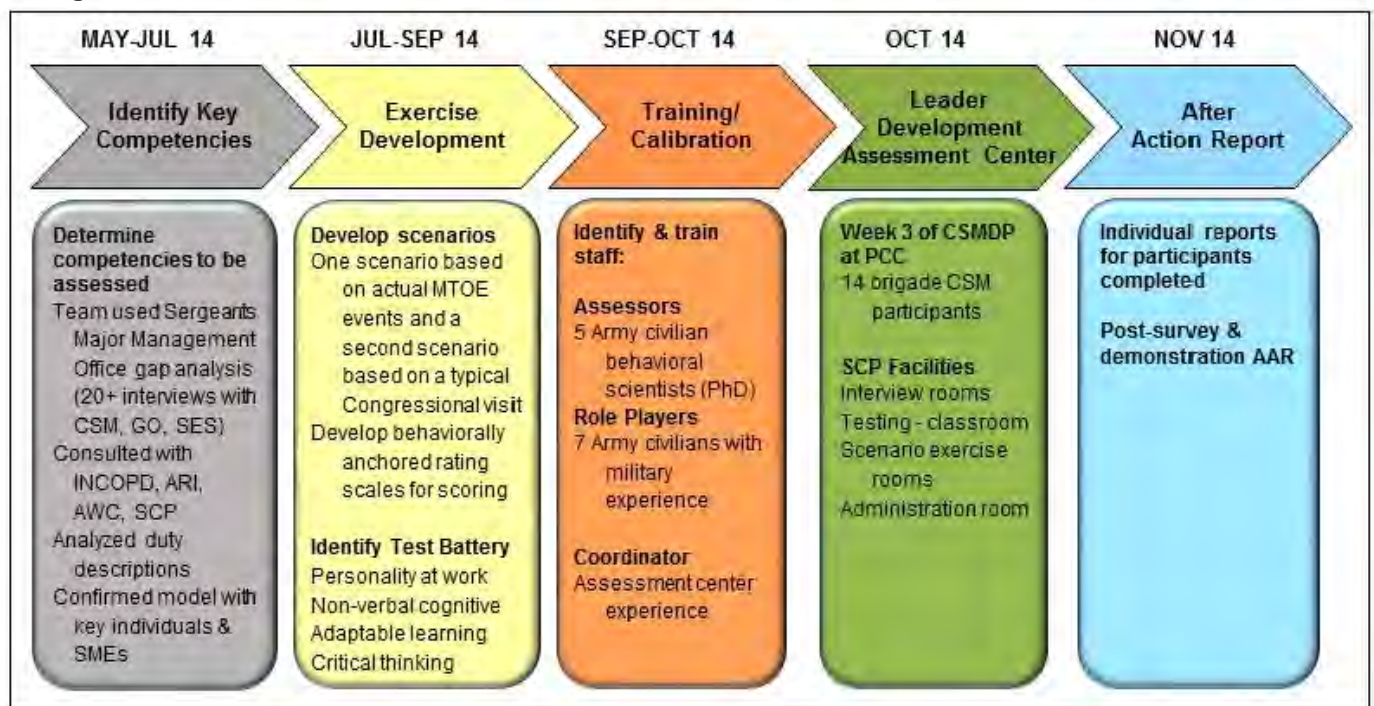 MAY-JUL 14
JUL-SEP 14
SEP-OCT 14
OCT 14
NOV 14
Identify Key
Competencies
Exercise
Development
Training/
Calibration
Leader
Development
Assessment Center
After
Action Report
Determine
competencies to be
assessed
Team used Sergeants
Major Management
Office gap analysis
(20+ interviews with
CSM, GO, SES)
Consulted with
INCOPD, ARI,
AWC, SCP
Analyzed duty
descriptions
Confirmed model with
key individuals &
SMEs
Develop scenarios
One scenario based
on actual MTOE
events and a
second scenario
based on a typical
Congressional visit
Develop behaviorally
anchored rating
scales for scoring
Identify Test Battery
Personality at work
Non-verbal cognitive
Adaptable learning
Critical thinking
Identify & train
staff:
Assessors
5 Army civilian
behavioral
scientists (PhD)
Role Players
7 Army civilians with
military
experience
Coordinator
Assessment center
experience
Week 3 of CSMDP
at PCC
14 brigade CSM
participants
SCP Facilities
Interview rooms
Testing - classroom
Scenario exercise
rooms
Administration room
Individual reports
for participants
completed
Post-survey &
demonstration AAR